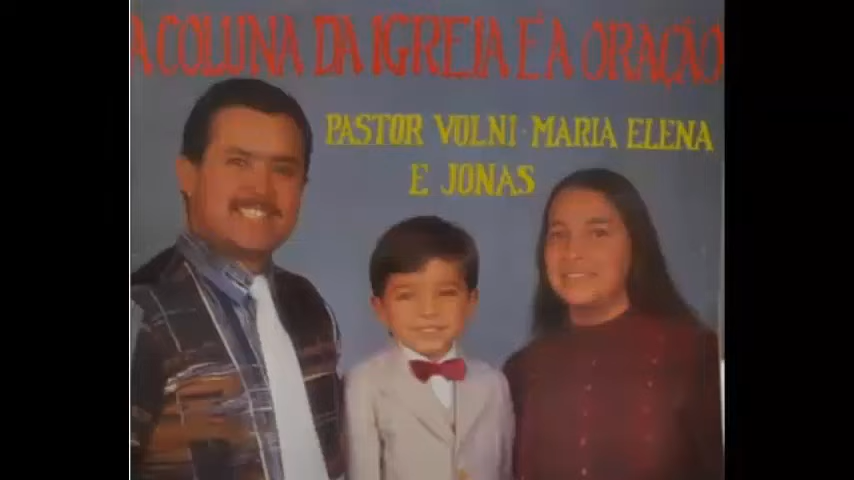 A COLUNA DA IGREJA É A ORAÇÃO
PASTOR VOLNI - MARIA ELENA
E JONAS